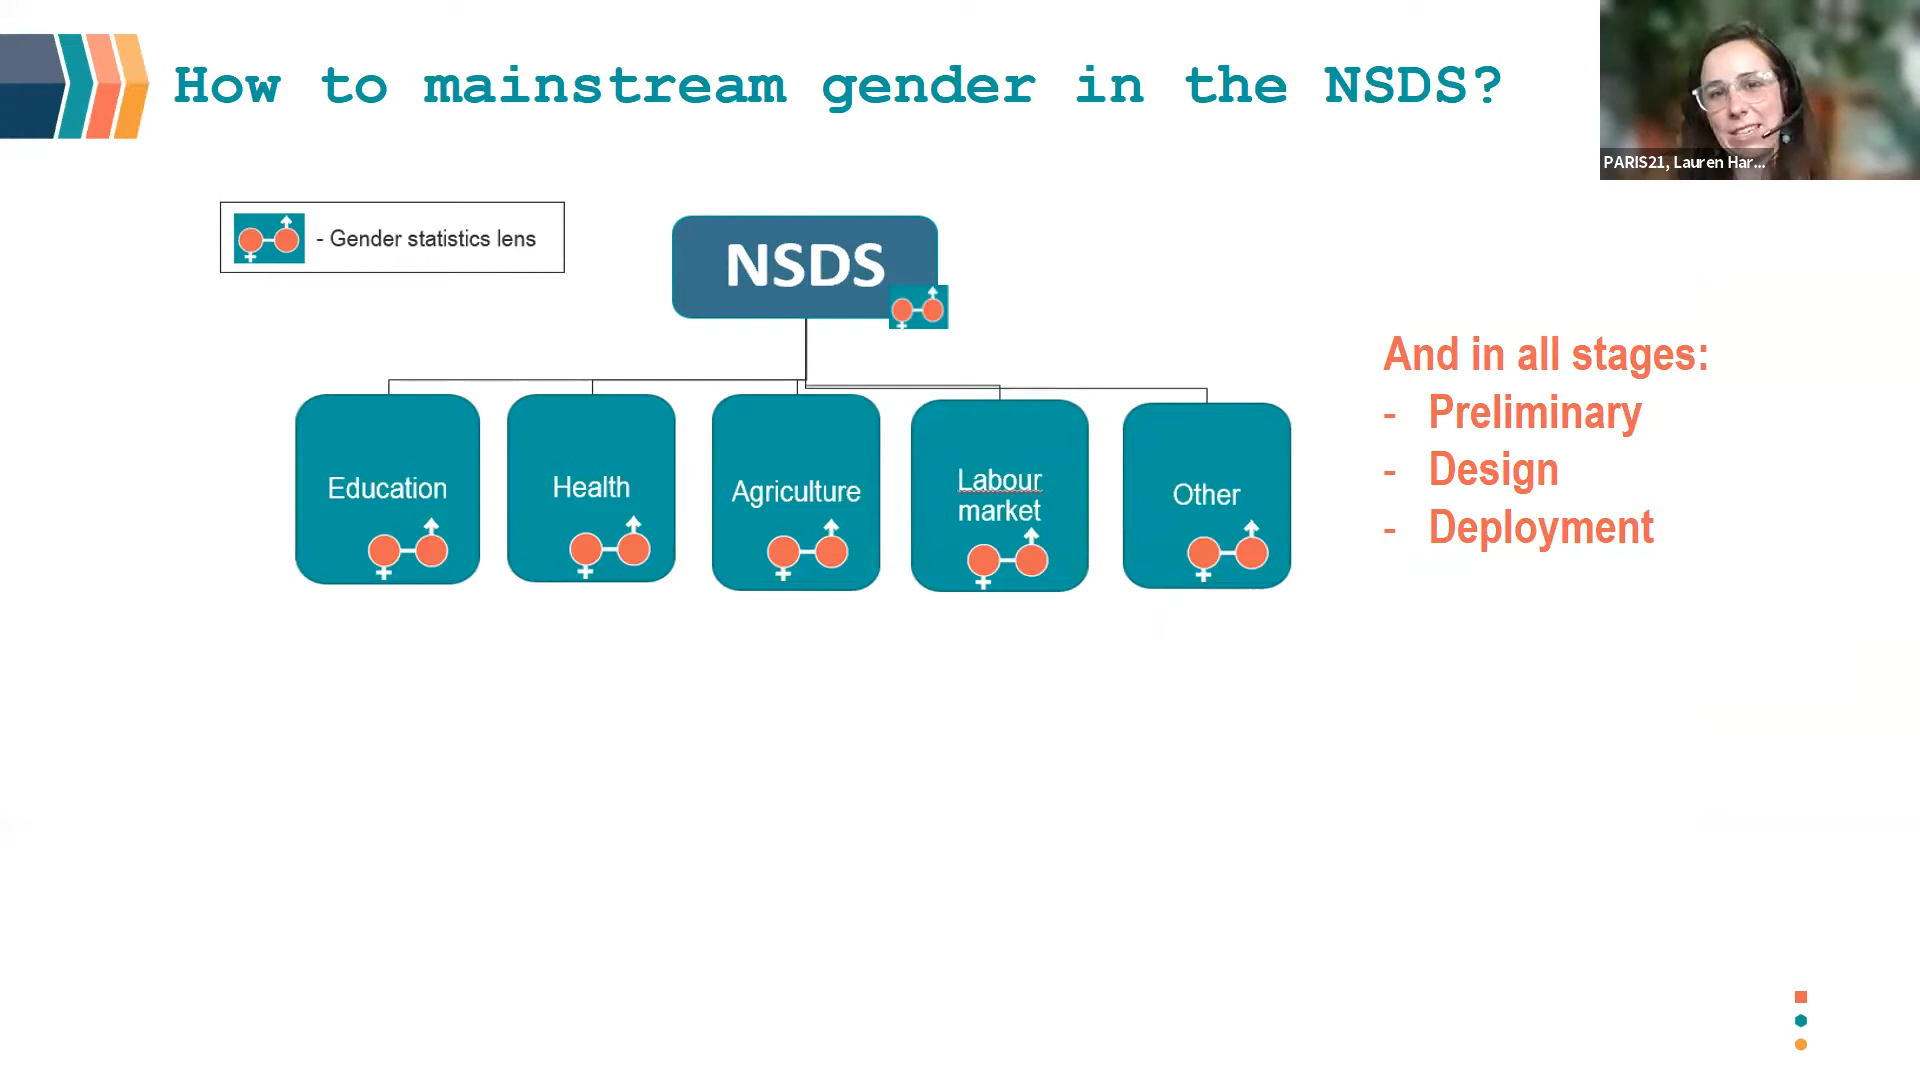 How to mainstream gender in the NSDS?
PARIS21, Lauren Har...
- Gender statistics lens
NSDS
Education
Health
Agriculture
Labour
market
Other
And in all stages:
- Preliminary
- Design
- Deployment